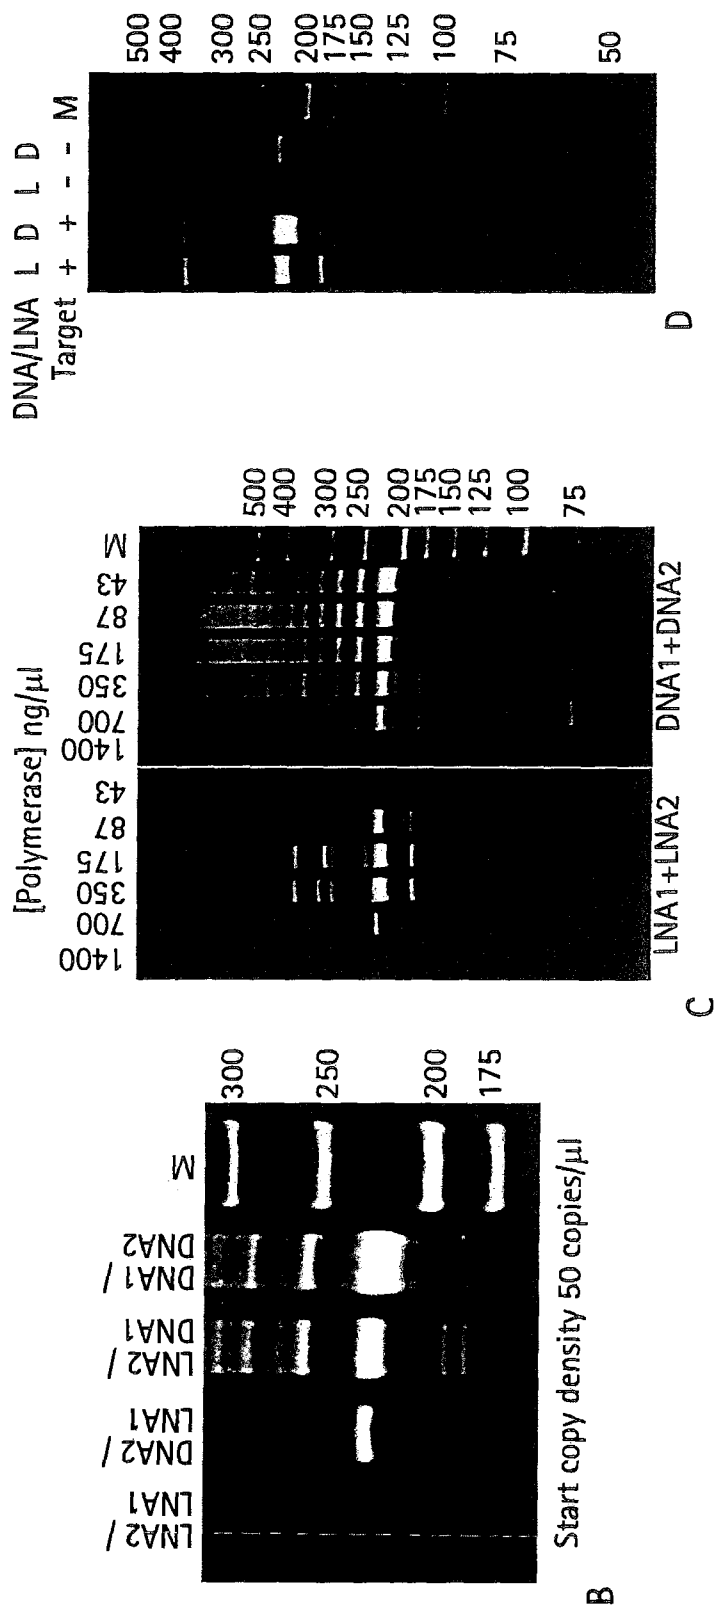 B
LNA2 / LNA1
DNA2 / LNA1
LNA2 / DNA1
DNA1 / DNA2
M
300
250
200
175
Start copy density 50 copies/µl
C
[Polymerase] ng/µl
1400
700
350
175
87
43
1400
700
350
175
87
43
M
500
400
300
250
200
175
150
125
100
75
LNA1+LNA2
DNA1+DNA2
D
DNA/LNA L D L D
Target + + - - M
500
400
300
250
200
175
150
125
100
75
50